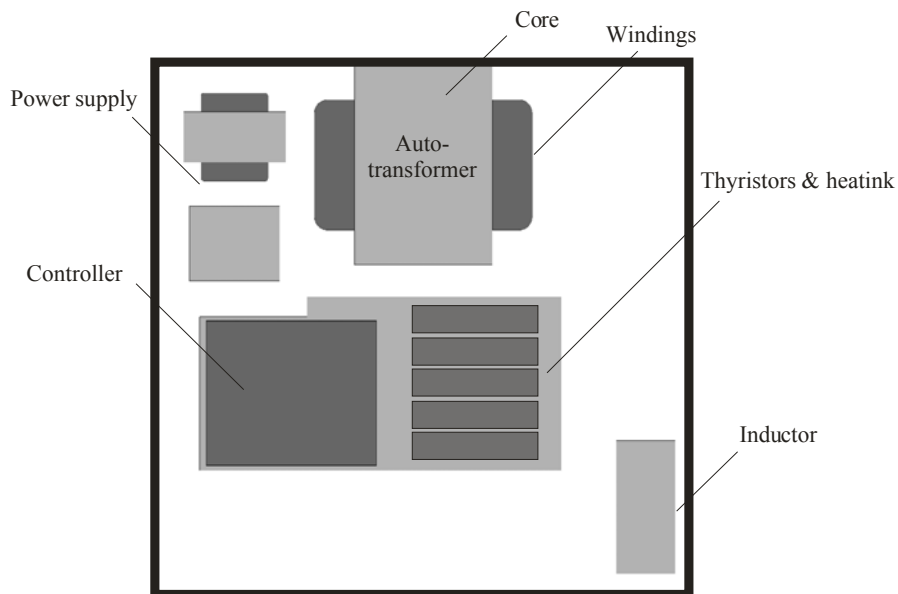 Core
Windings
Power supply
Auto-
transformer
Thyristors & heatink
Controller
Inductor